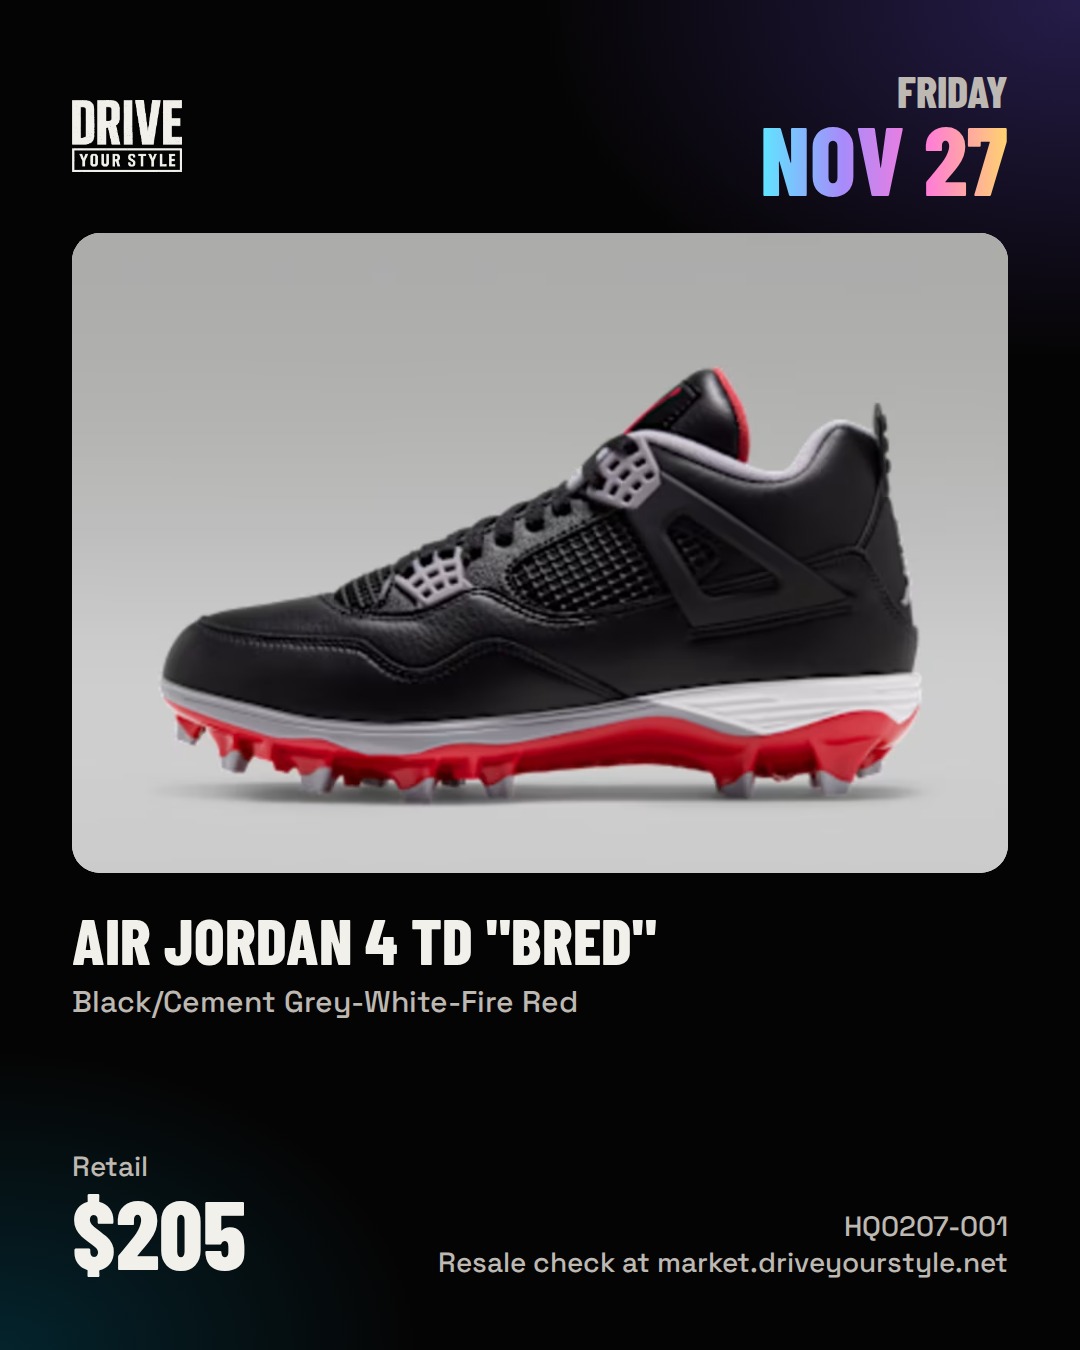 DRIVE
YOUR STYLE
FRIDAY
NOV 27
AIR JORDAN 4 TD "BRED"
Black/Cement Grey-White-Fire Red
Retail
$205
HQ0207-001
Resale check at market.driveyourstyle.net